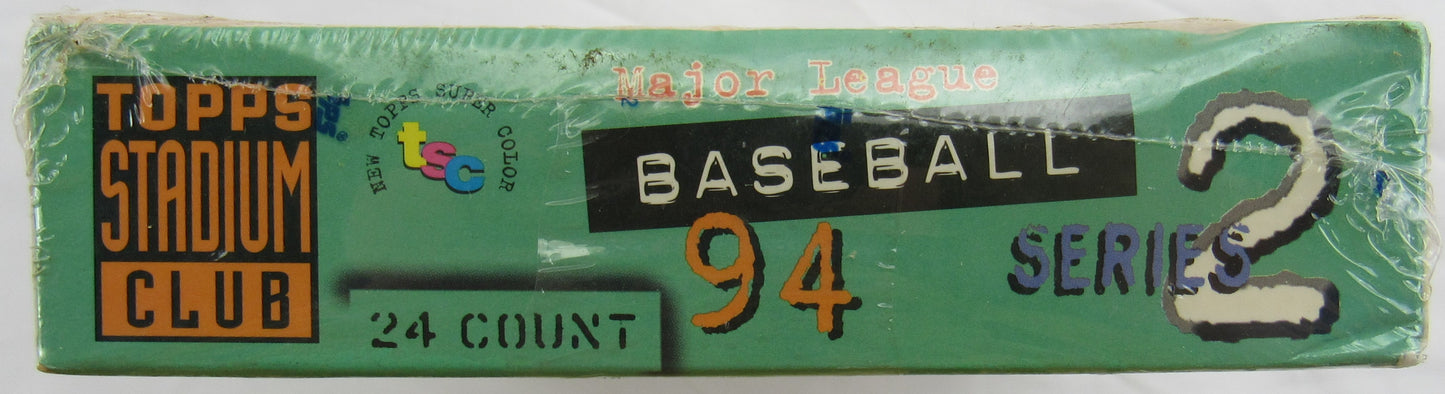 TOPPS
STADIUM
CLUB
NEW TOPPS SUPER COLOR
tsc
24 COUNT
Major League
BASEBALL
94
SERIES 2